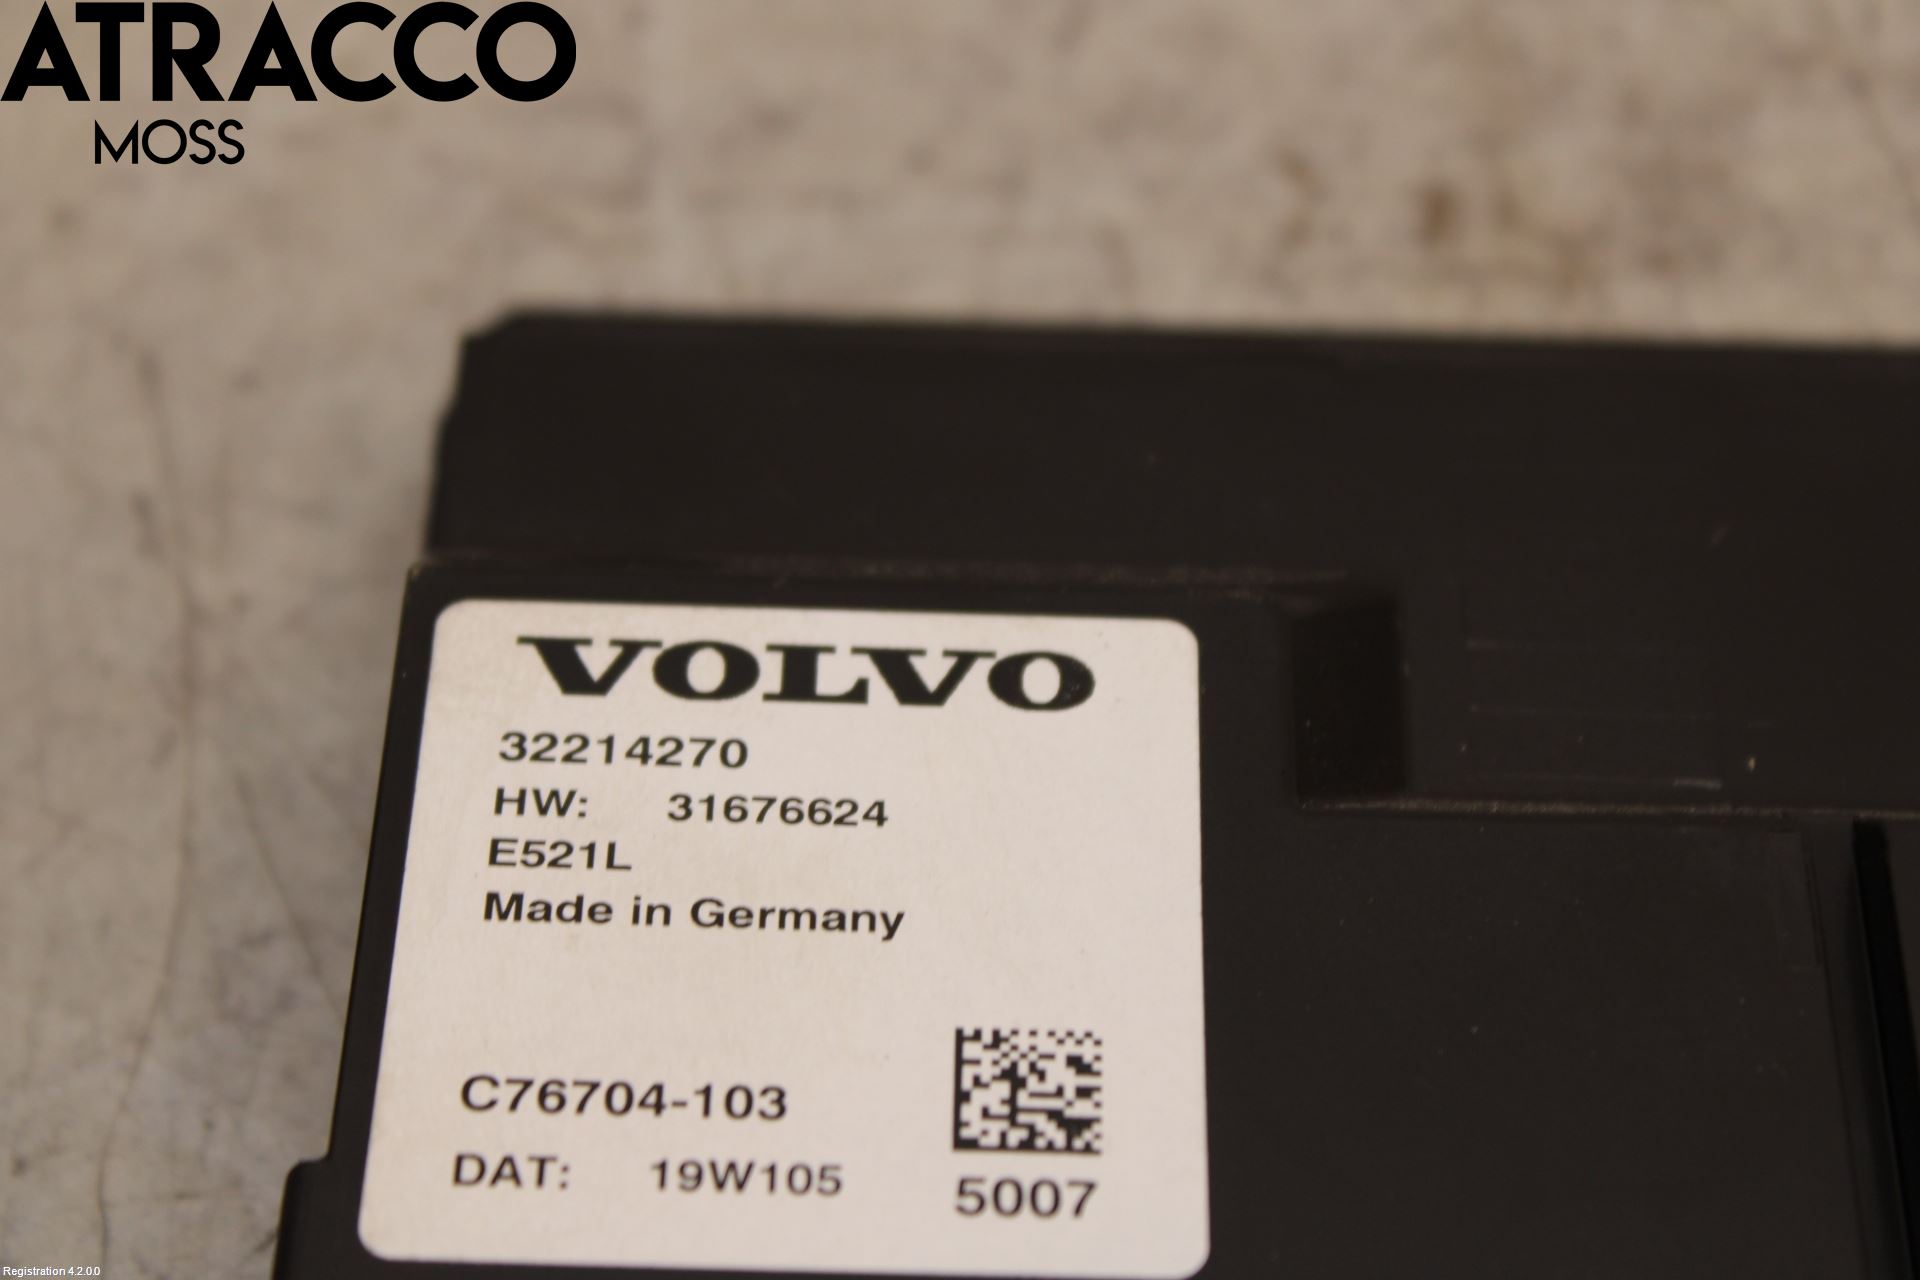 ATRACCO
MOSS
VOLVO
32214270
HW: 31676624
E521L
Made in Germany
C76704-103
DAT: 19W105
5007
Registration 4.2.0.0